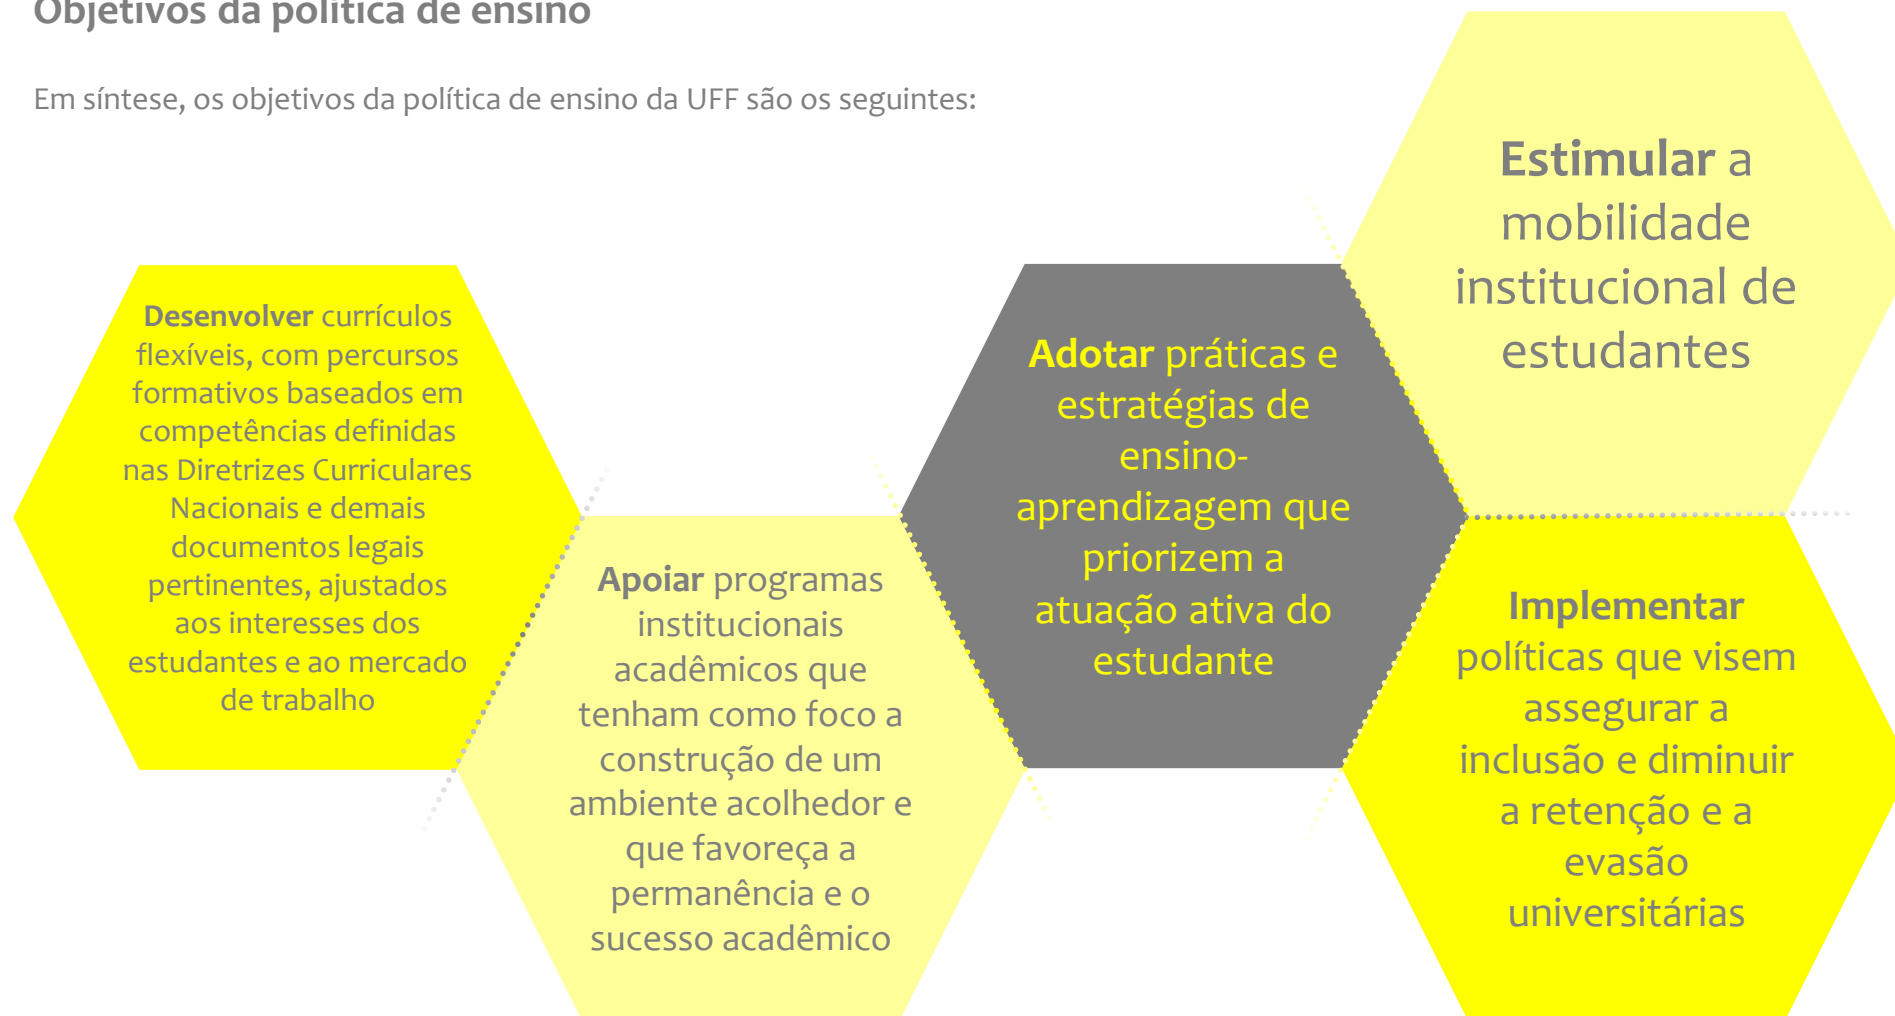 Objetivos da política de ensino
Em síntese, os objetivos da política de ensino da UFF são os seguintes:
Desenvolver currículos
flexíveis, com percursos
formativos baseados em
competências definidas
nas Diretrizes Curriculares
Nacionais e demais
documentos legais
pertinentes, ajustados
aos interesses dos
estudantes e ao mercado
de trabalho
Apoiar programas
institucionais
acadêmicos que
tenham como foco a
construção de um
ambiente acolhedor e
que favoreça a
permanência e o
sucesso acadêmico
Adotar práticas e
estratégias de
ensino-
aprendizagem que
priorizem a
atuação ativa do
estudante
Estimular a
mobilidade
institucional de
estudantes
Implementar
políticas que visem
assegurar a
inclusão e diminuir
a retenção e a
evasão
universitárias